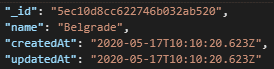 "_id": "5ec10d8cc622746b032ab520",
"name": "Belgrade",
"createdAt": "2020-05-17T10:10:20.623Z",
"updatedAt": "2020-05-17T10:10:20.623Z"